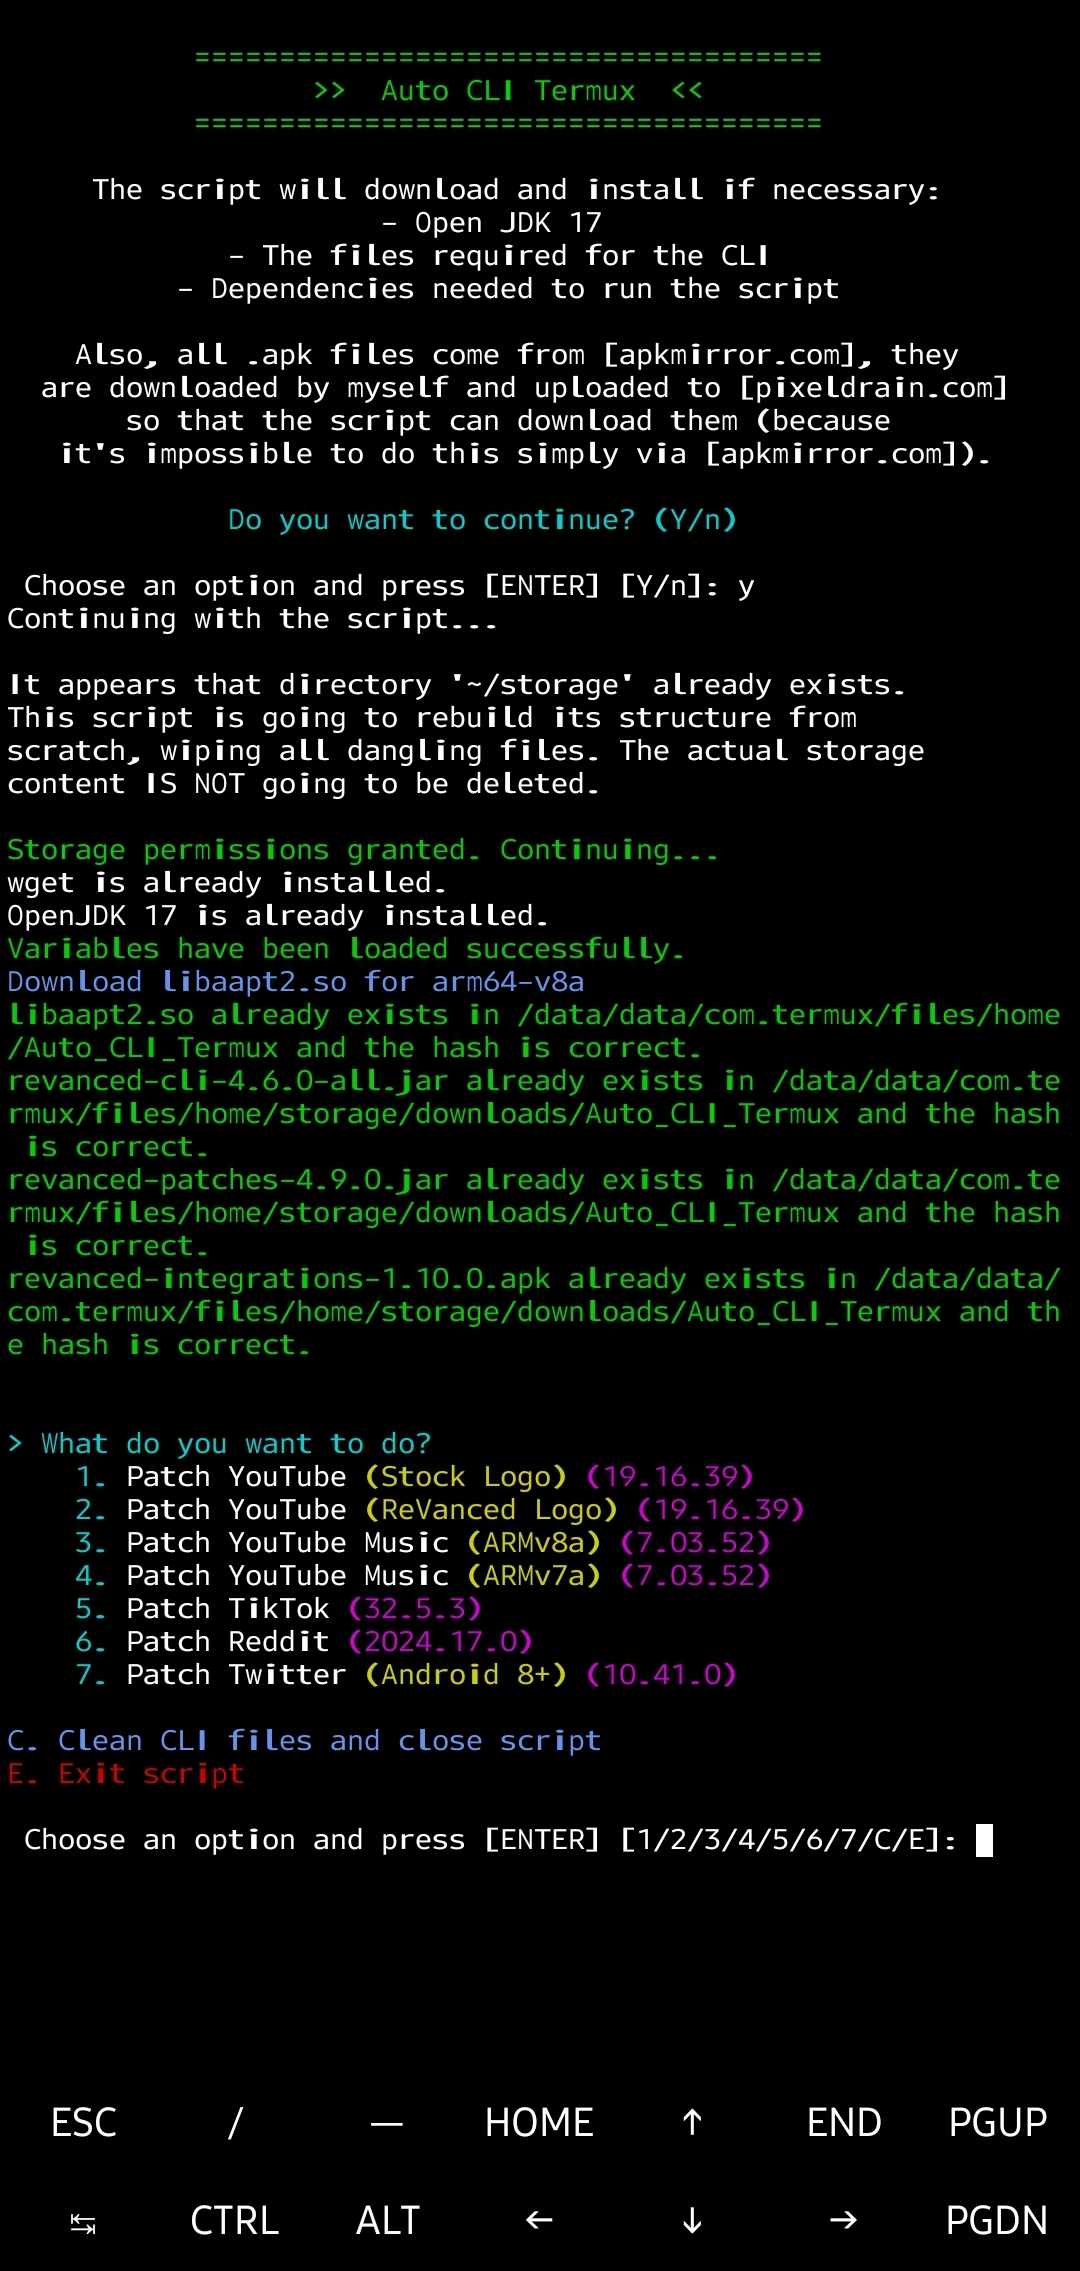 =====================================
>> Auto CLI Termux <<
=====================================
The script will download and install if necessary:
- Open JDK 17
- The files required for the CLI
- Dependencies needed to run the script
Also, all .apk files come from [apkmirror.com], they
are downloaded by myself and uploaded to [pixeldrain.com]
so that the script can download them (because
it's impossible to do this simply via [apkmirror.com]).
Do you want to continue? (Y/n)
Choose an option and press [ENTER] [Y/n]: y
Continuing with the script...
It appears that directory '~/storage' already exists.
This script is going to rebuild its structure from
scratch, wiping all dangling files. The actual storage
content IS NOT going to be deleted.
Storage permissions granted. Continuing...
wget is already installed.
OpenJDK 17 is already installed.
Variables have been loaded successfully.
Download libaapt2.so for arm64-v8a
libaapt2.so already exists in /data/data/com.termux/files/home
/Auto_CLI_Termux and the hash is correct.
revanced-cli-4.6.0-all.jar already exists in /data/data/com.te
rmux/files/home/storage/downloads/Auto_CLI_Termux and the hash
is correct.
revanced-patches-4.9.0.jar already exists in /data/data/com.te
rmux/files/home/storage/downloads/Auto_CLI_Termux and the hash
is correct.
revanced-integrations-1.10.0.apk already exists in /data/data/
com.termux/files/home/storage/downloads/Auto_CLI_Termux and th
e hash is correct.
> What do you want to do?
1. Patch YouTube (Stock Logo) (19.16.39)
2. Patch YouTube (ReVanced Logo) (19.16.39)
3. Patch YouTube Music (ARMv8a) (7.03.52)
4. Patch YouTube Music (ARMv7a) (7.03.52)
5. Patch TikTok (32.5.3)
6. Patch Reddit (2024.17.0)
7. Patch Twitter (Android 8+) (10.41.0)
C. Clean CLI files and close script
E. Exit script
Choose an option and press [ENTER] [1/2/3/4/5/6/7/C/E]:
ESC / — HOME ↑ END PGUP
↹ CTRL ALT ← ↓ → PGDN